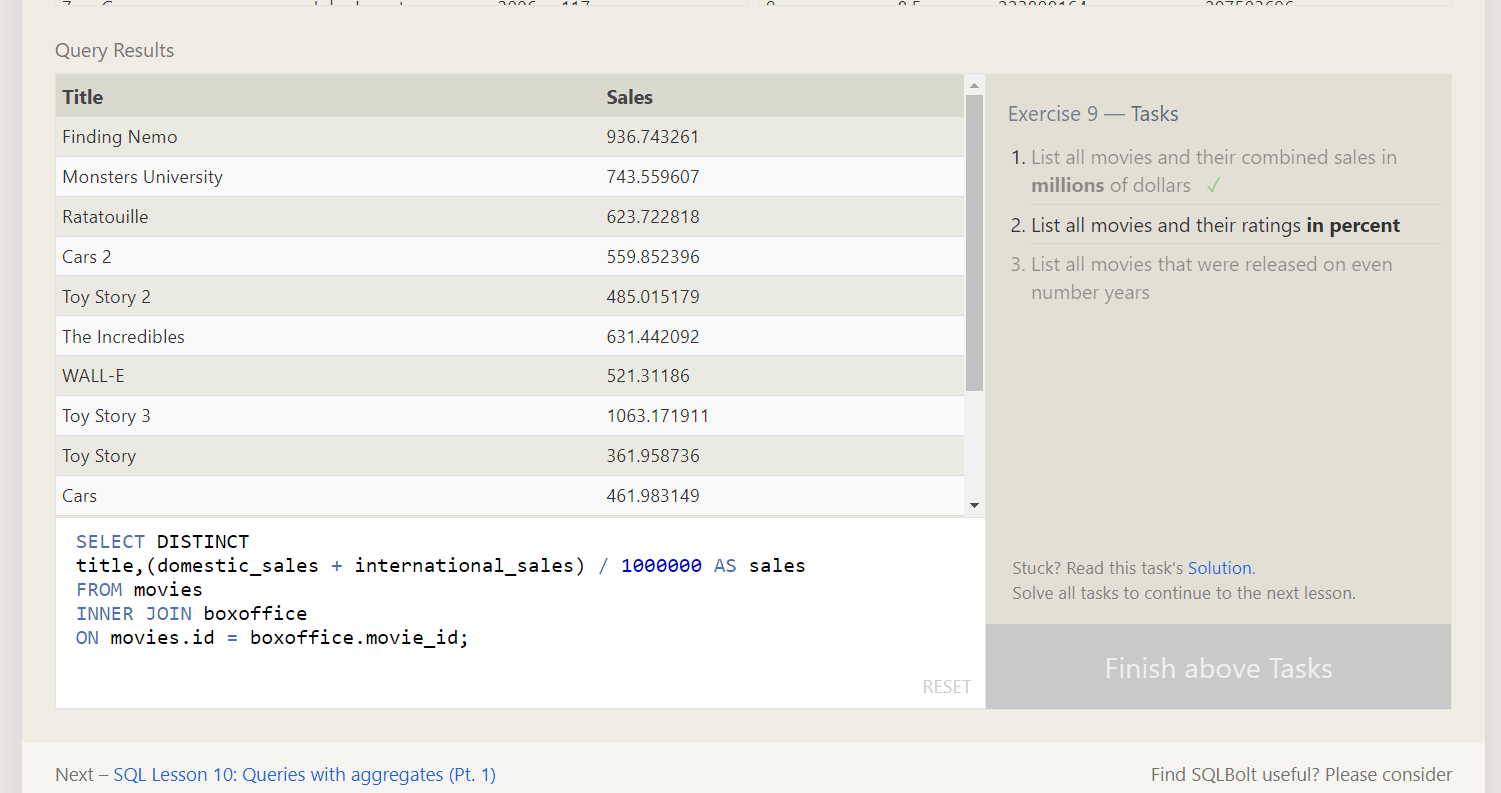 Query Results
Title Sales
Finding Nemo 936.743261
Monsters University 743.559607
Ratatouille 623.722818
Cars 2 559.852396
Toy Story 2 485.015179
The Incredibles 631.442092
WALL-E 521.31186
Toy Story 3 1063.171911
Toy Story 361.958736
Cars 461.983149
SELECT DISTINCT
title,(domestic_sales + international_sales) / 1000000 AS sales
FROM movies
INNER JOIN boxoffice
ON movies.id = boxoffice.movie_id;
RESET
Exercise 9 — Tasks
1. List all movies and their combined sales in
millions of dollars ✓
2. List all movies and their ratings in percent
3. List all movies that were released on even
number years
Stuck? Read this task's Solution.
Solve all tasks to continue to the next lesson.
Finish above Tasks
Next – SQL Lesson 10: Queries with aggregates (Pt. 1)
Find SQLBolt useful? Please consider